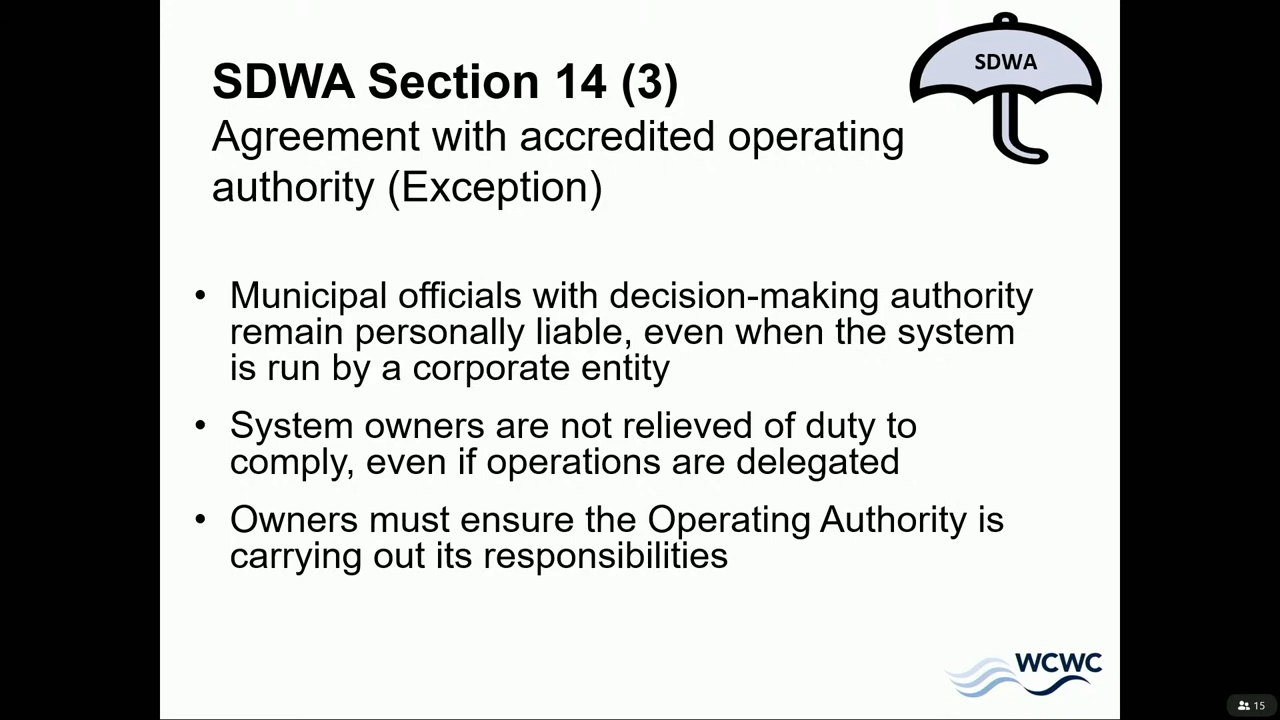 SDWA
SDWA Section 14 (3)
Agreement with accredited operating
authority (Exception)
• Municipal officials with decision-making authority
remain personally liable, even when the system
is run by a corporate entity
• System owners are not relieved of duty to
comply, even if operations are delegated
• Owners must ensure the Operating Authority is
carrying out its responsibilities
WCWC
15